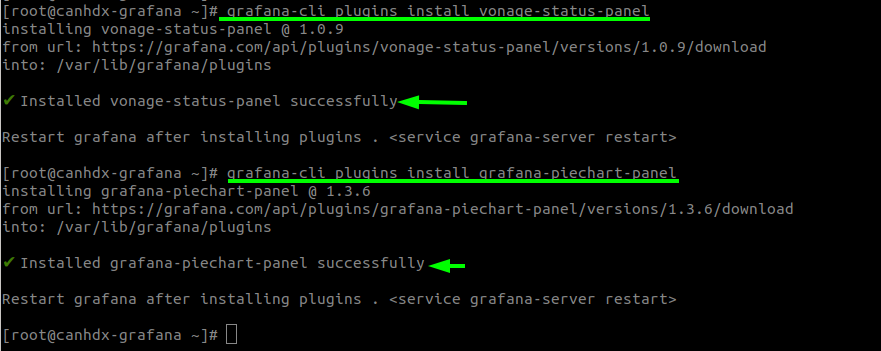 [root@canhdx-grafana ~]# grafana-cli plugins install vonage-status-panel
installing vonage-status-panel @ 1.0.9
from url: https://grafana.com/api/plugins/vonage-status-panel/versions/1.0.9/download
into: /var/lib/grafana/plugins
✔ Installed vonage-status-panel successfully
Restart grafana after installing plugins . <service grafana-server restart>
[root@canhdx-grafana ~]# grafana-cli plugins install grafana-piechart-panel
installing grafana-piechart-panel @ 1.3.6
from url: https://grafana.com/api/plugins/grafana-piechart-panel/versions/1.3.6/download
into: /var/lib/grafana/plugins
✔ Installed grafana-piechart-panel successfully
Restart grafana after installing plugins . <service grafana-server restart>
[root@canhdx-grafana ~]#